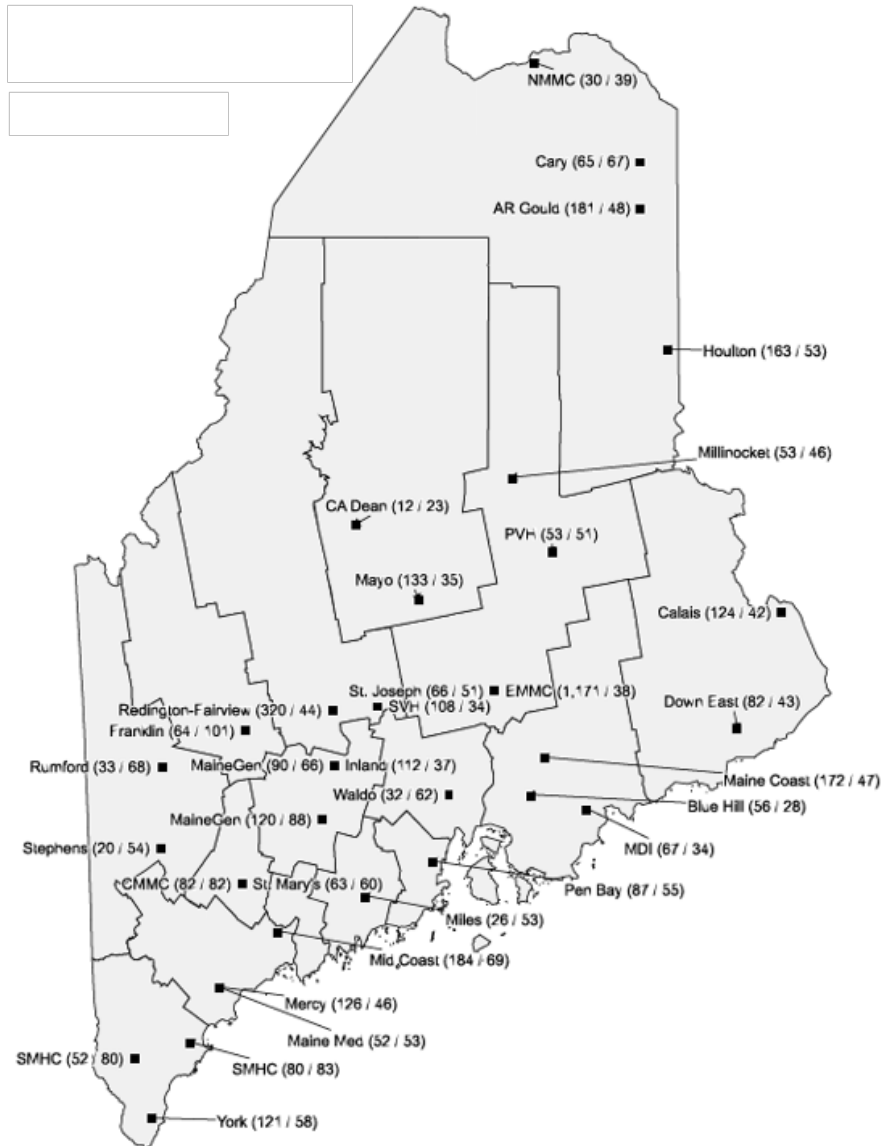 NMMC (30 / 39)
Cary (65 / 67)
AR Gould (181 / 48)
Houlton (163 / 53)
Millinocket (53 / 46)
CA Dean (12 / 23)
PVH (53 / 51)
Mayo (133 / 35)
Calais (124 / 42)
St. Joseph (66 / 51) EMMC (1,171 / 38)
Down East (82 / 43)
SVH (108 / 34)
Redington-Fairview (320 / 44)
Franklin (64 / 101)
Rumford (33 / 68)
MaineGen (90 / 66) Inland (112 / 37)
Maine Coast (172 / 47)
Waldo (32 / 62)
Blue Hill (56 / 28)
MaineGen (120 / 88)
Stephens (20 / 54)
MDI (67 / 34)
CMMC (82 / 82) St. Mary's (63 / 60)
Pen Bay (87 / 55)
Miles (26 / 53)
Mid Coast (184 / 69)
Mercy (126 / 46)
Maine Med (52 / 53)
SMHC (52 / 80)
SMHC (80 / 83)
York (121 / 58)